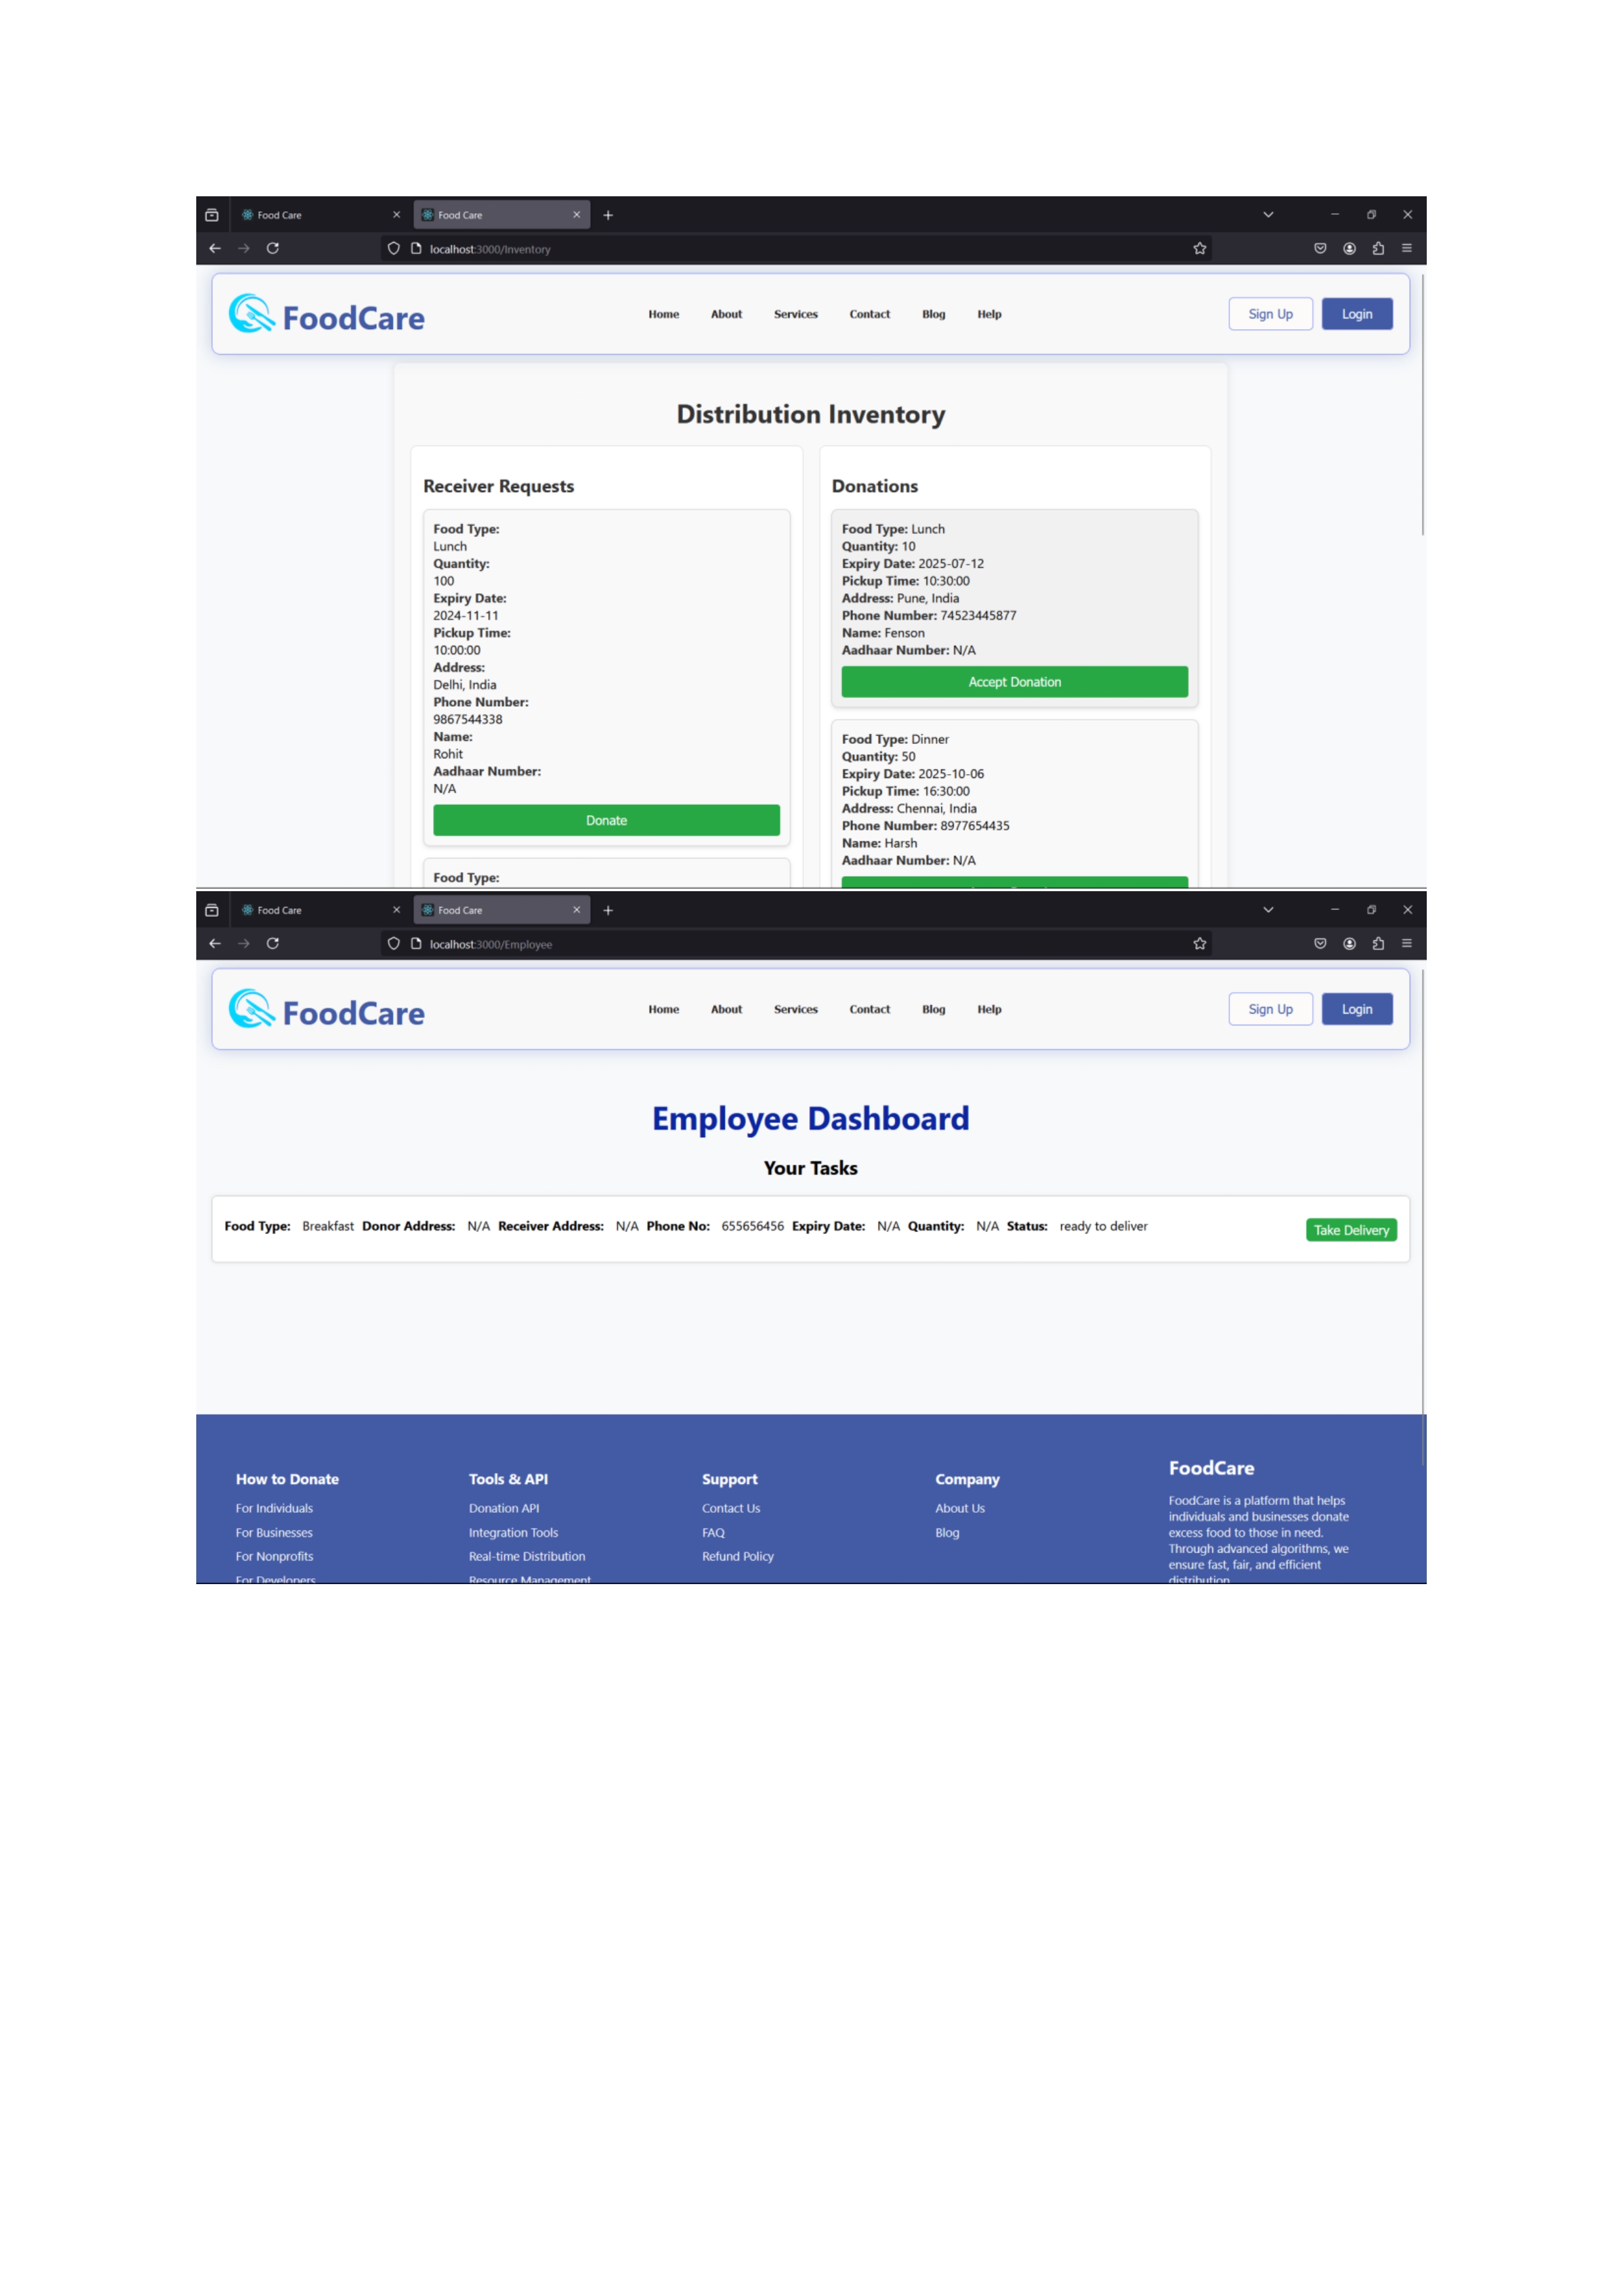 Food Care
Food Care
localhost:3000/Inventory
FoodCare
Home About Services Contact Blog Help
Sign Up Login
Distribution Inventory
Receiver Requests
Food Type:
Lunch
Quantity:
100
Expiry Date:
2024-11-11
Pickup Time:
10:00:00
Address:
Delhi, India
Phone Number:
9867544338
Name:
Rohit
Aadhaar Number:
N/A
Donate
Food Type:
Donations
Food Type: Lunch
Quantity: 10
Expiry Date: 2025-07-12
Pickup Time: 10:30:00
Address: Pune, India
Phone Number: 74523445877
Name: Fenson
Aadhaar Number: N/A
Accept Donation
Food Type: Dinner
Quantity: 50
Expiry Date: 2025-10-06
Pickup Time: 16:30:00
Address: Chennai, India
Phone Number: 8977654435
Name: Harsh
Aadhaar Number: N/A
Food Care
Food Care
localhost:3000/Employee
FoodCare
Home About Services Contact Blog Help
Sign Up Login
Employee Dashboard
Your Tasks
Food Type: Breakfast Donor Address: N/A Receiver Address: N/A Phone No: 655656456 Expiry Date: N/A Quantity: N/A Status: ready to deliver
Take Delivery
How to Donate
For Individuals
For Businesses
For Nonprofits
For Developers
Tools & API
Donation API
Integration Tools
Real-time Distribution
Resource Management
Support
Contact Us
FAQ
Refund Policy
Company
About Us
Blog
FoodCare
FoodCare is a platform that helps
individuals and businesses donate
excess food to those in need.
Through advanced algorithms, we
ensure fast, fair, and efficient
distribution